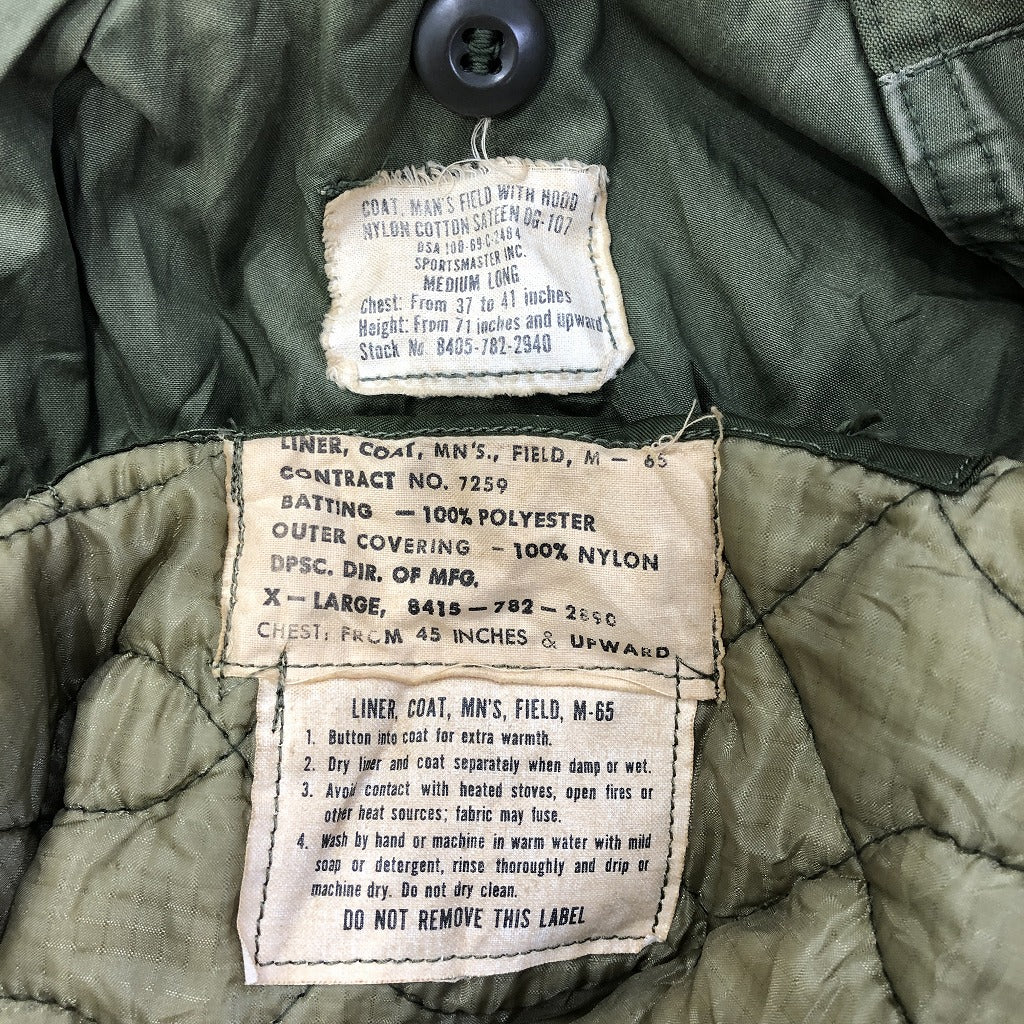 COAT, MAN'S FIELD WITH HOOD
NYLON COTTON SATEEN OG-107
DSA 100-69-C-2464
SPORTSMASTER INC.
MEDIUM LONG
Chest: From 37 to 41 inches
Height: From 71 inches and upward
Stock No 8405-782-2940
LINER, COAT, MN'S., FIELD, M - 65
CONTRACT NO. 7259
BATTING - 100% POLYESTER
OUTER COVERING - 100% NYLON
DPSC. DIR. OF MFG.
X - LARGE, 8415 - 782 - 2890
CHEST: FROM 45 INCHES & UPWARD
LINER, COAT, MN'S, FIELD, M-65
1. Button into coat for extra warmth.
2. Dry liner and coat separately when damp or wet.
3. Avoid contact with heated stoves, open fires or
other heat sources; fabric may fuse.
4. Wash by hand or machine in warm water with mild
soap or detergent, rinse thoroughly and drip or
machine dry. Do not dry clean.
DO NOT REMOVE THIS LABEL